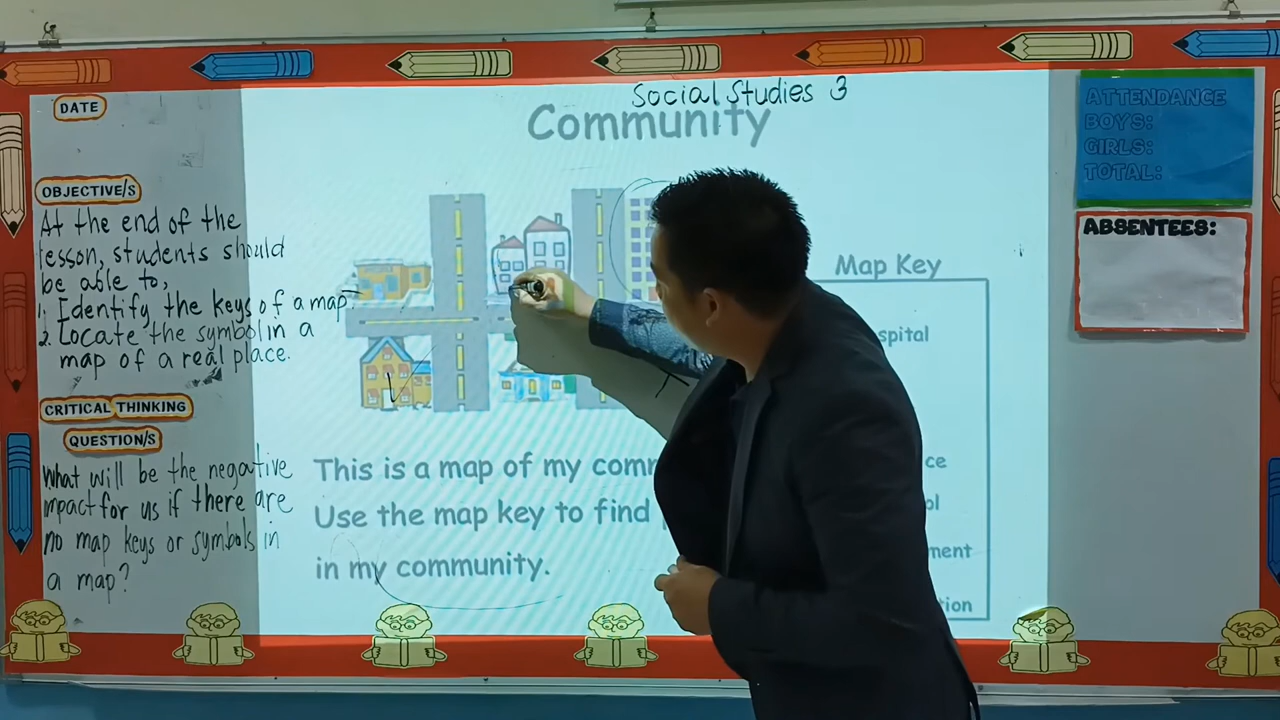 Social Studies 3
Community
DATE
OBJECTIVE/S
At the end of the
lesson, students should
be able to,
1. Identify the keys of a map.
2. Locate the symbol in a
map of a real place.
CRITICAL THINKING
QUESTION/S
What will be the negative
mpact for us if there are
no map keys or symbols in
a map?
This is a map of my comm
Use the map key to find
in my community.
Map Key
spital
ce
ol
ment
tion
ATTENDANCE
BOYS:
GIRLS:
TOTAL:
ABSENTEES: